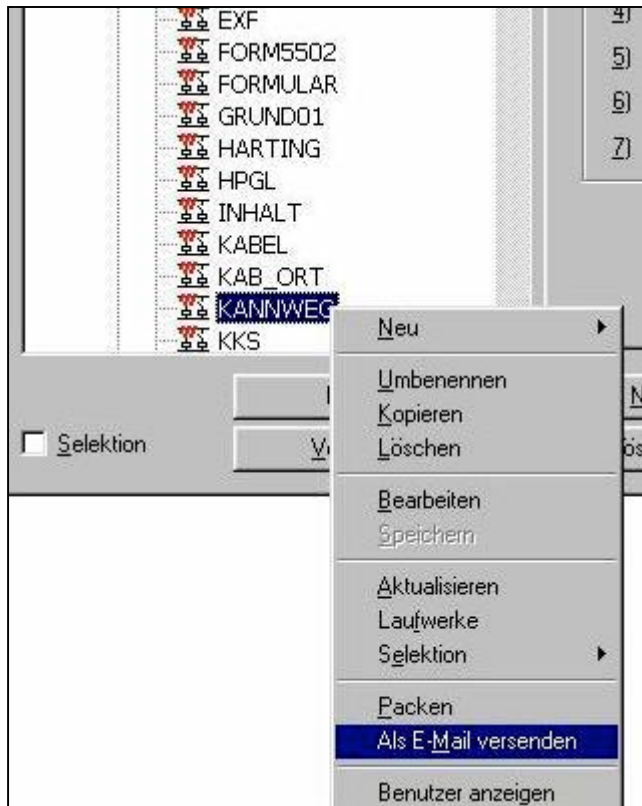 EXF
FORM5502
FORMULAR
GRUND01
HARTING
HPGL
INHALT
KABEL
KAB_ORT
KANNWEG
KKS
4)
5)
6)
7)
Selektion
Neu
Umbenennen
Kopieren
Löschen
Bearbeiten
Speichern
Aktualisieren
Laufwerke
Selektion
Packen
Als E-Mail versenden
Benutzer anzeigen